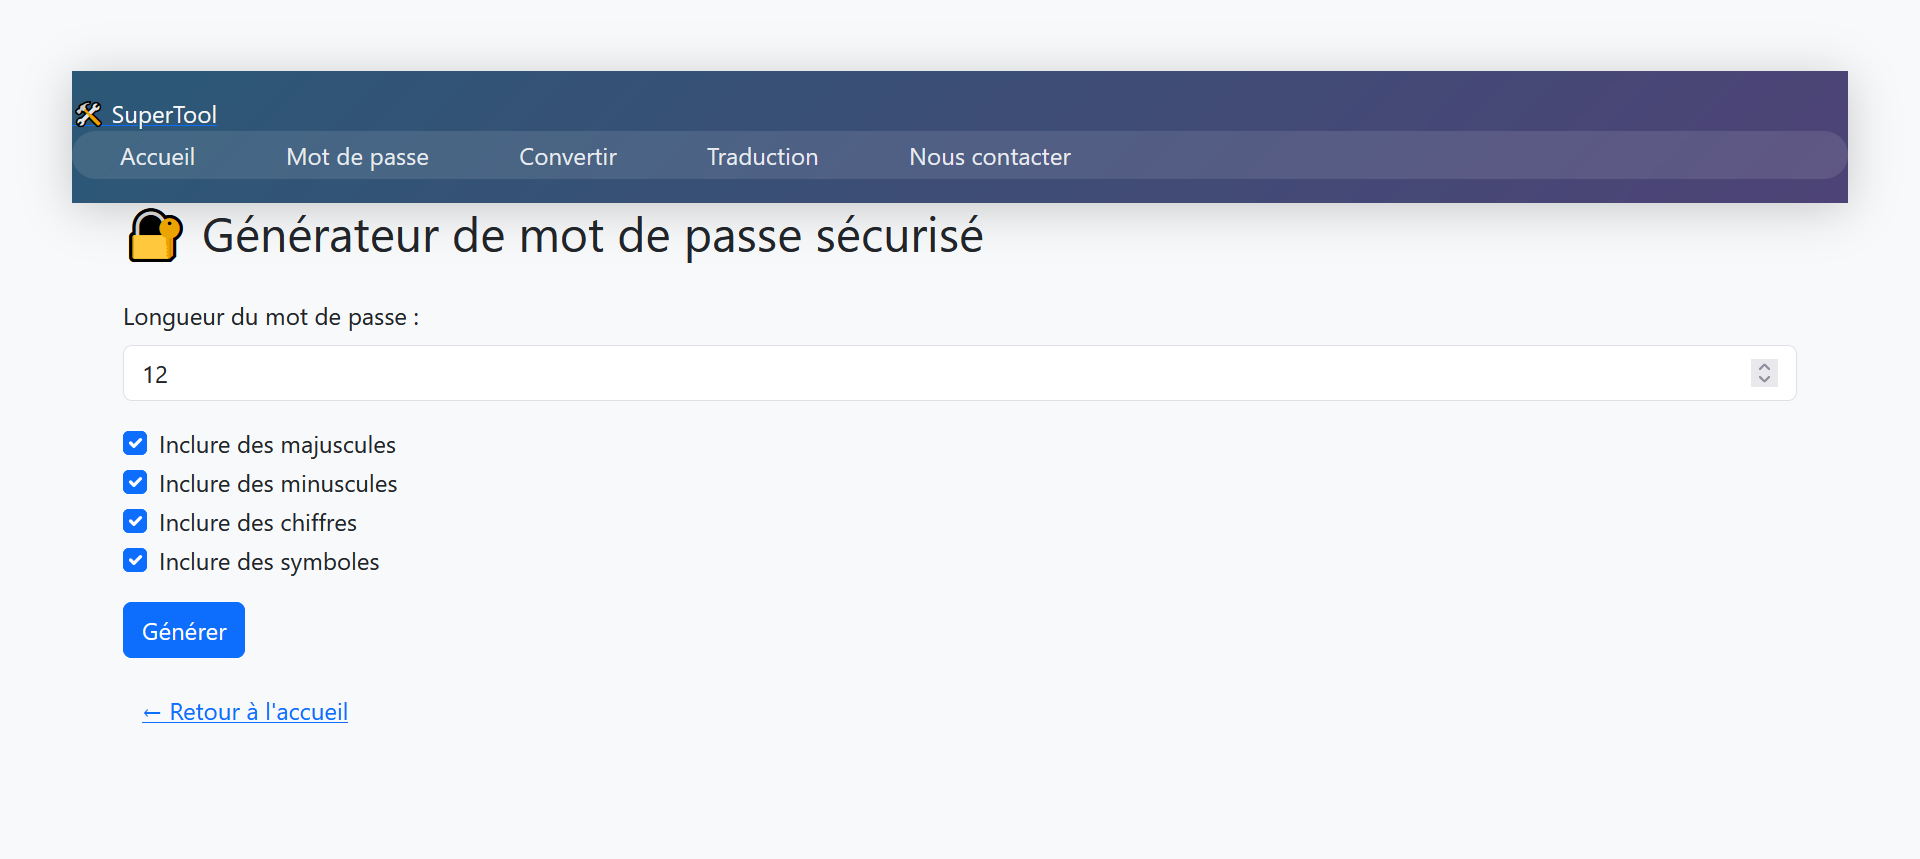 SuperTool
Accueil Mot de passe Convertir Traduction Nous contacter
Générateur de mot de passe sécurisé
Longueur du mot de passe :
12
Inclure des majuscules
Inclure des minuscules
Inclure des chiffres
Inclure des symboles
Générer
← Retour à l'accueil